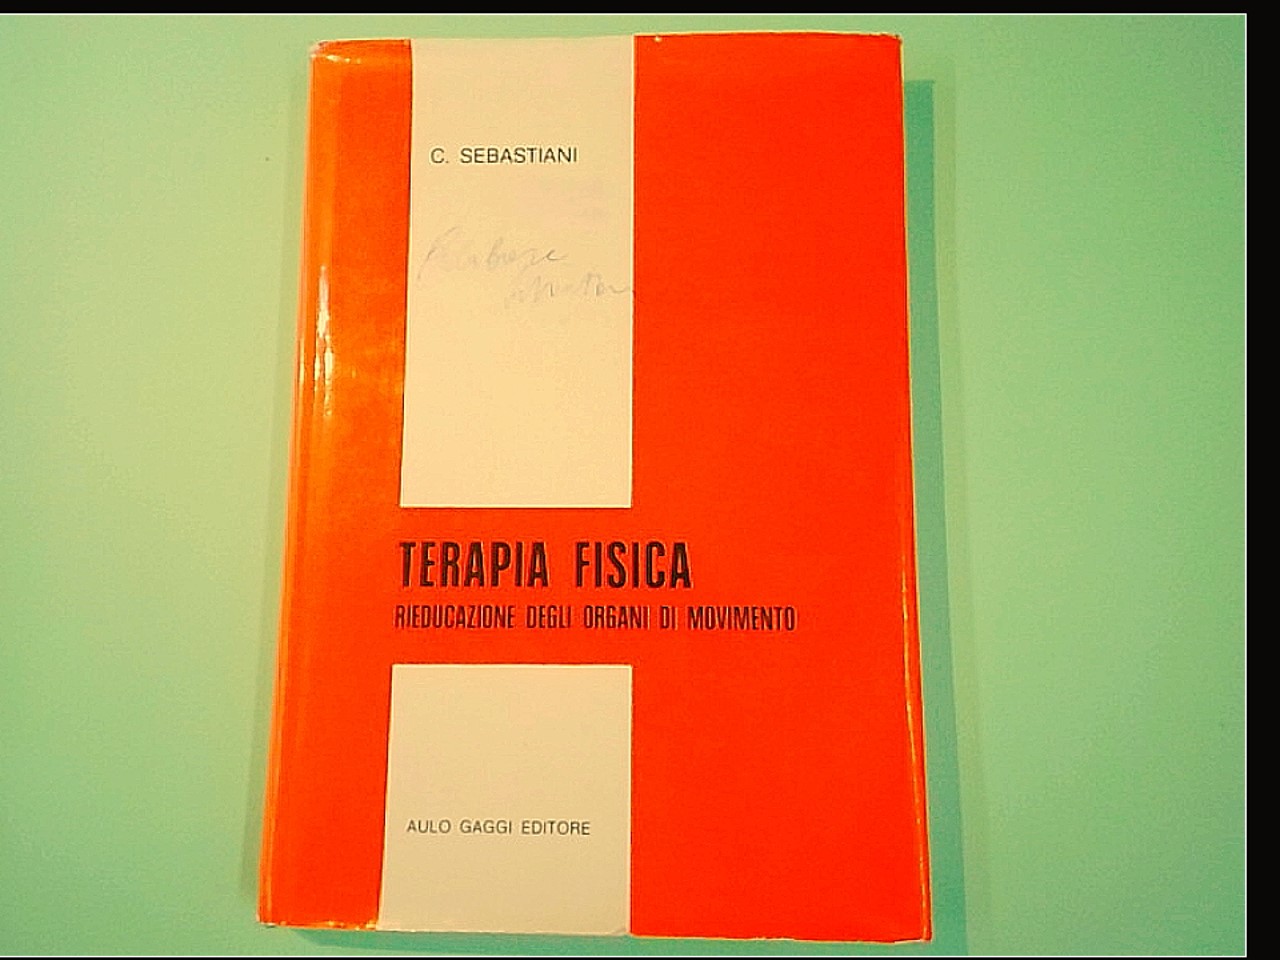 C. SEBASTIANI
TERAPIA FISICA
RIEDUCAZIONE DEGLI ORGANI DI MOVIMENTO
AULO GAGGI EDITORE